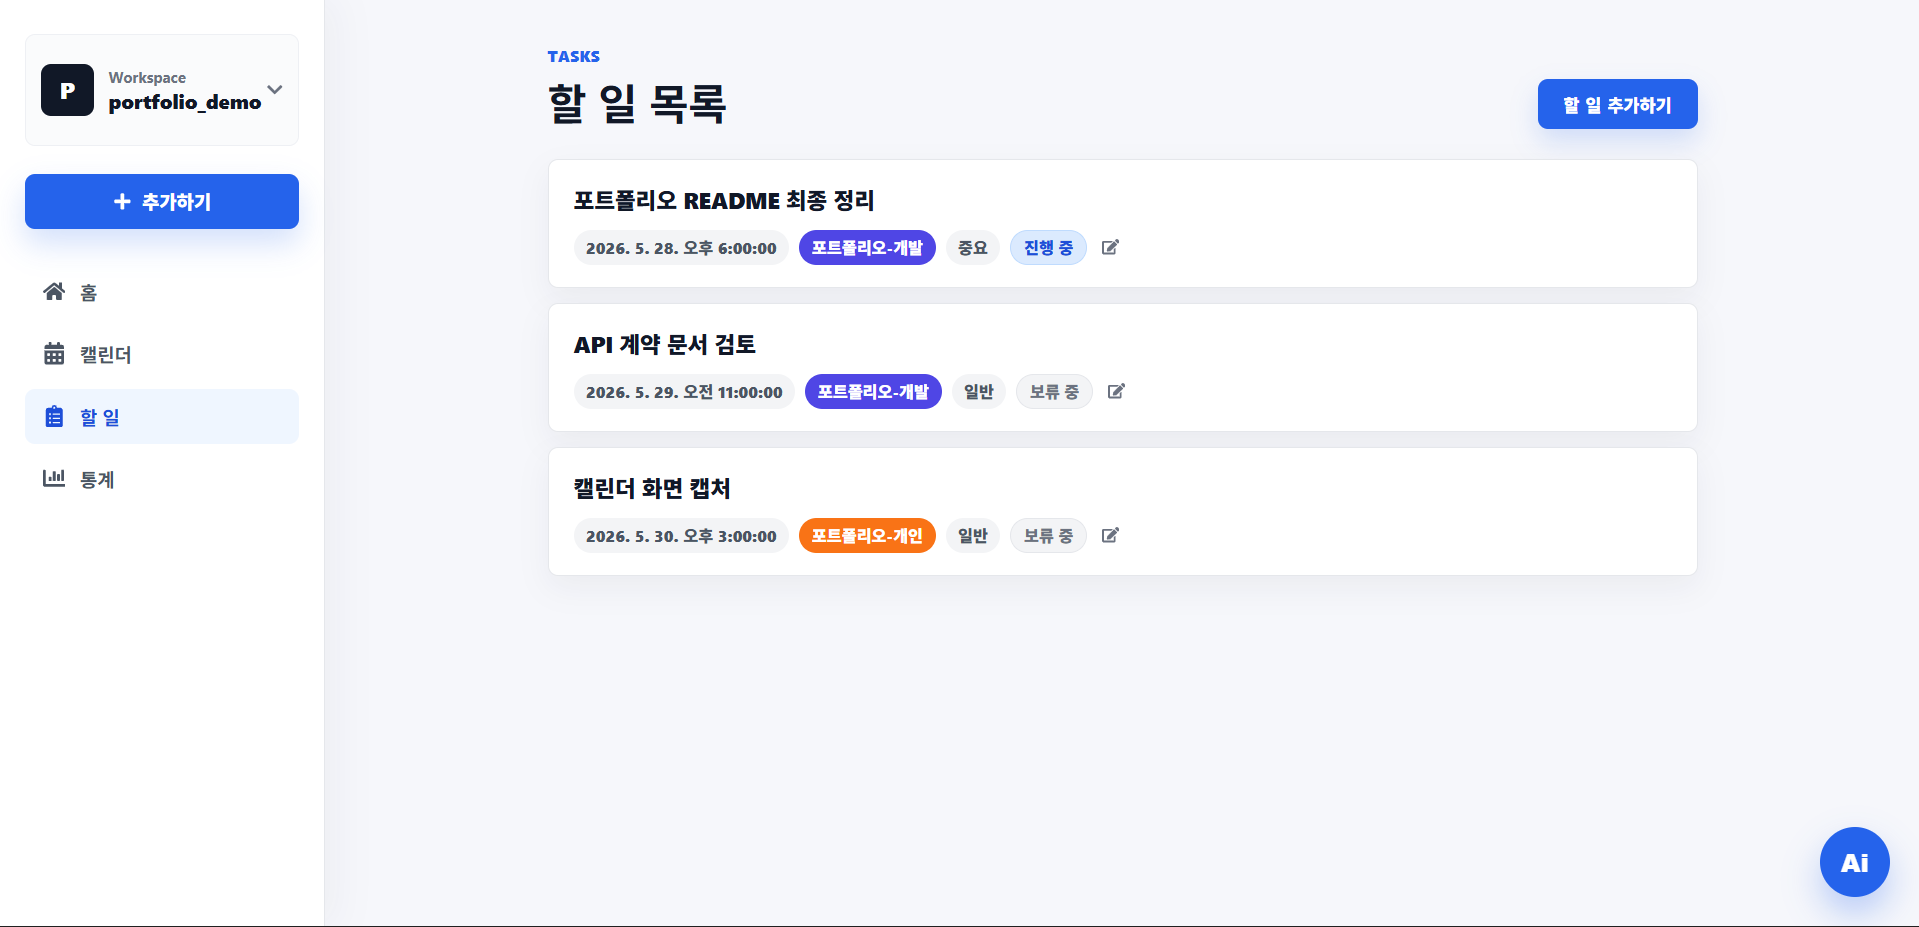 P
Workspace
portfolio_demo
추가하기
홈
캘린더
할 일
통계
TASKS
할 일 목록
할 일 추가하기
포트폴리오 README 최종 정리
2026. 5. 28. 오후 6:00:00 포트폴리오-개발 중요 진행 중
API 계약 문서 검토
2026. 5. 29. 오전 11:00:00 포트폴리오-개발 일반 보류 중
캘린더 화면 캡처
2026. 5. 30. 오후 3:00:00 포트폴리오-개인 일반 보류 중
Ai